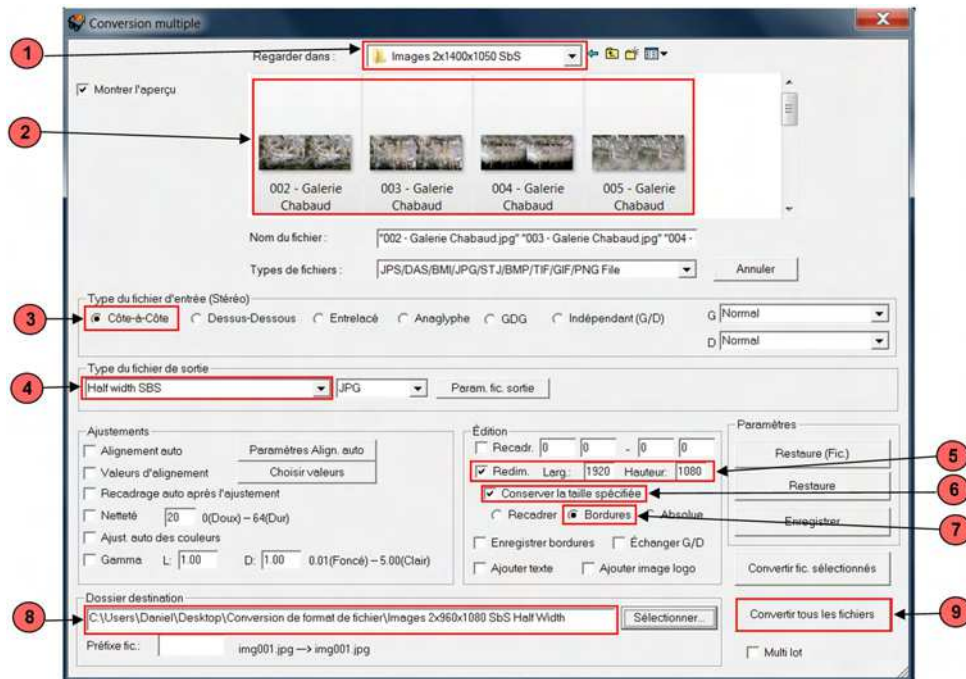 Conversion multiple
1
Regarder dans :
Images 2x1400x1050 SbS
Montrer l'aperçu
2
002 - Galerie Chabaud
003 - Galerie Chabaud
004 - Galerie Chabaud
005 - Galerie Chabaud
Nom du fichier :
"002 - Galerie Chabaud.jpg" "003 - Galerie Chabaud.jpg" "004 -
Types de fichiers :
JPS/DAS/BMI/JPG/STJ/BMP/TIF/GIF/PNG File
Annuler
Type du fichier d'entrée (Stéréo)
3
Côte-à-Côte Dessus-Dessous Entrelacé Anaglyphe GDG Indépendant (G/D)
G Normal
D Normal
Type du fichier de sortie
4
Half width SBS JPG Param. fic. sortie
Ajustements
Alignement auto Paramètres Align. auto
Valeurs d'alignement Choisir valeurs
Recadrage auto après l'ajustement
Netteté 20 0(Doux) – 64(Dur)
Ajust. auto des couleurs
Gamma L: 1.00 D: 1.00 0.01(Foncé) – 5.00(Clair)
Édition
Recadr. 0 0 - 0 0
Redim. Larg.: 1920 Hauteur: 1080
5
Conserver la taille spécifiée
6
Recadrer Bordures Absolue
7
Enregistrer bordures Échanger G/D
Ajouter texte Ajouter image logo
Paramètres
Restaure (Fic.)
Restaure
Enregistrer
Convertir fic. sélectionnés
Dossier destination
8
C:\Users\Daniel\Desktop\Conversion de format de fichier\Images 2x960x1080 SbS Half Width
Sélectionner...
Convertir tous les fichiers
9
Préfixe fic.: img001.jpg —> img001.jpg
Multi lot